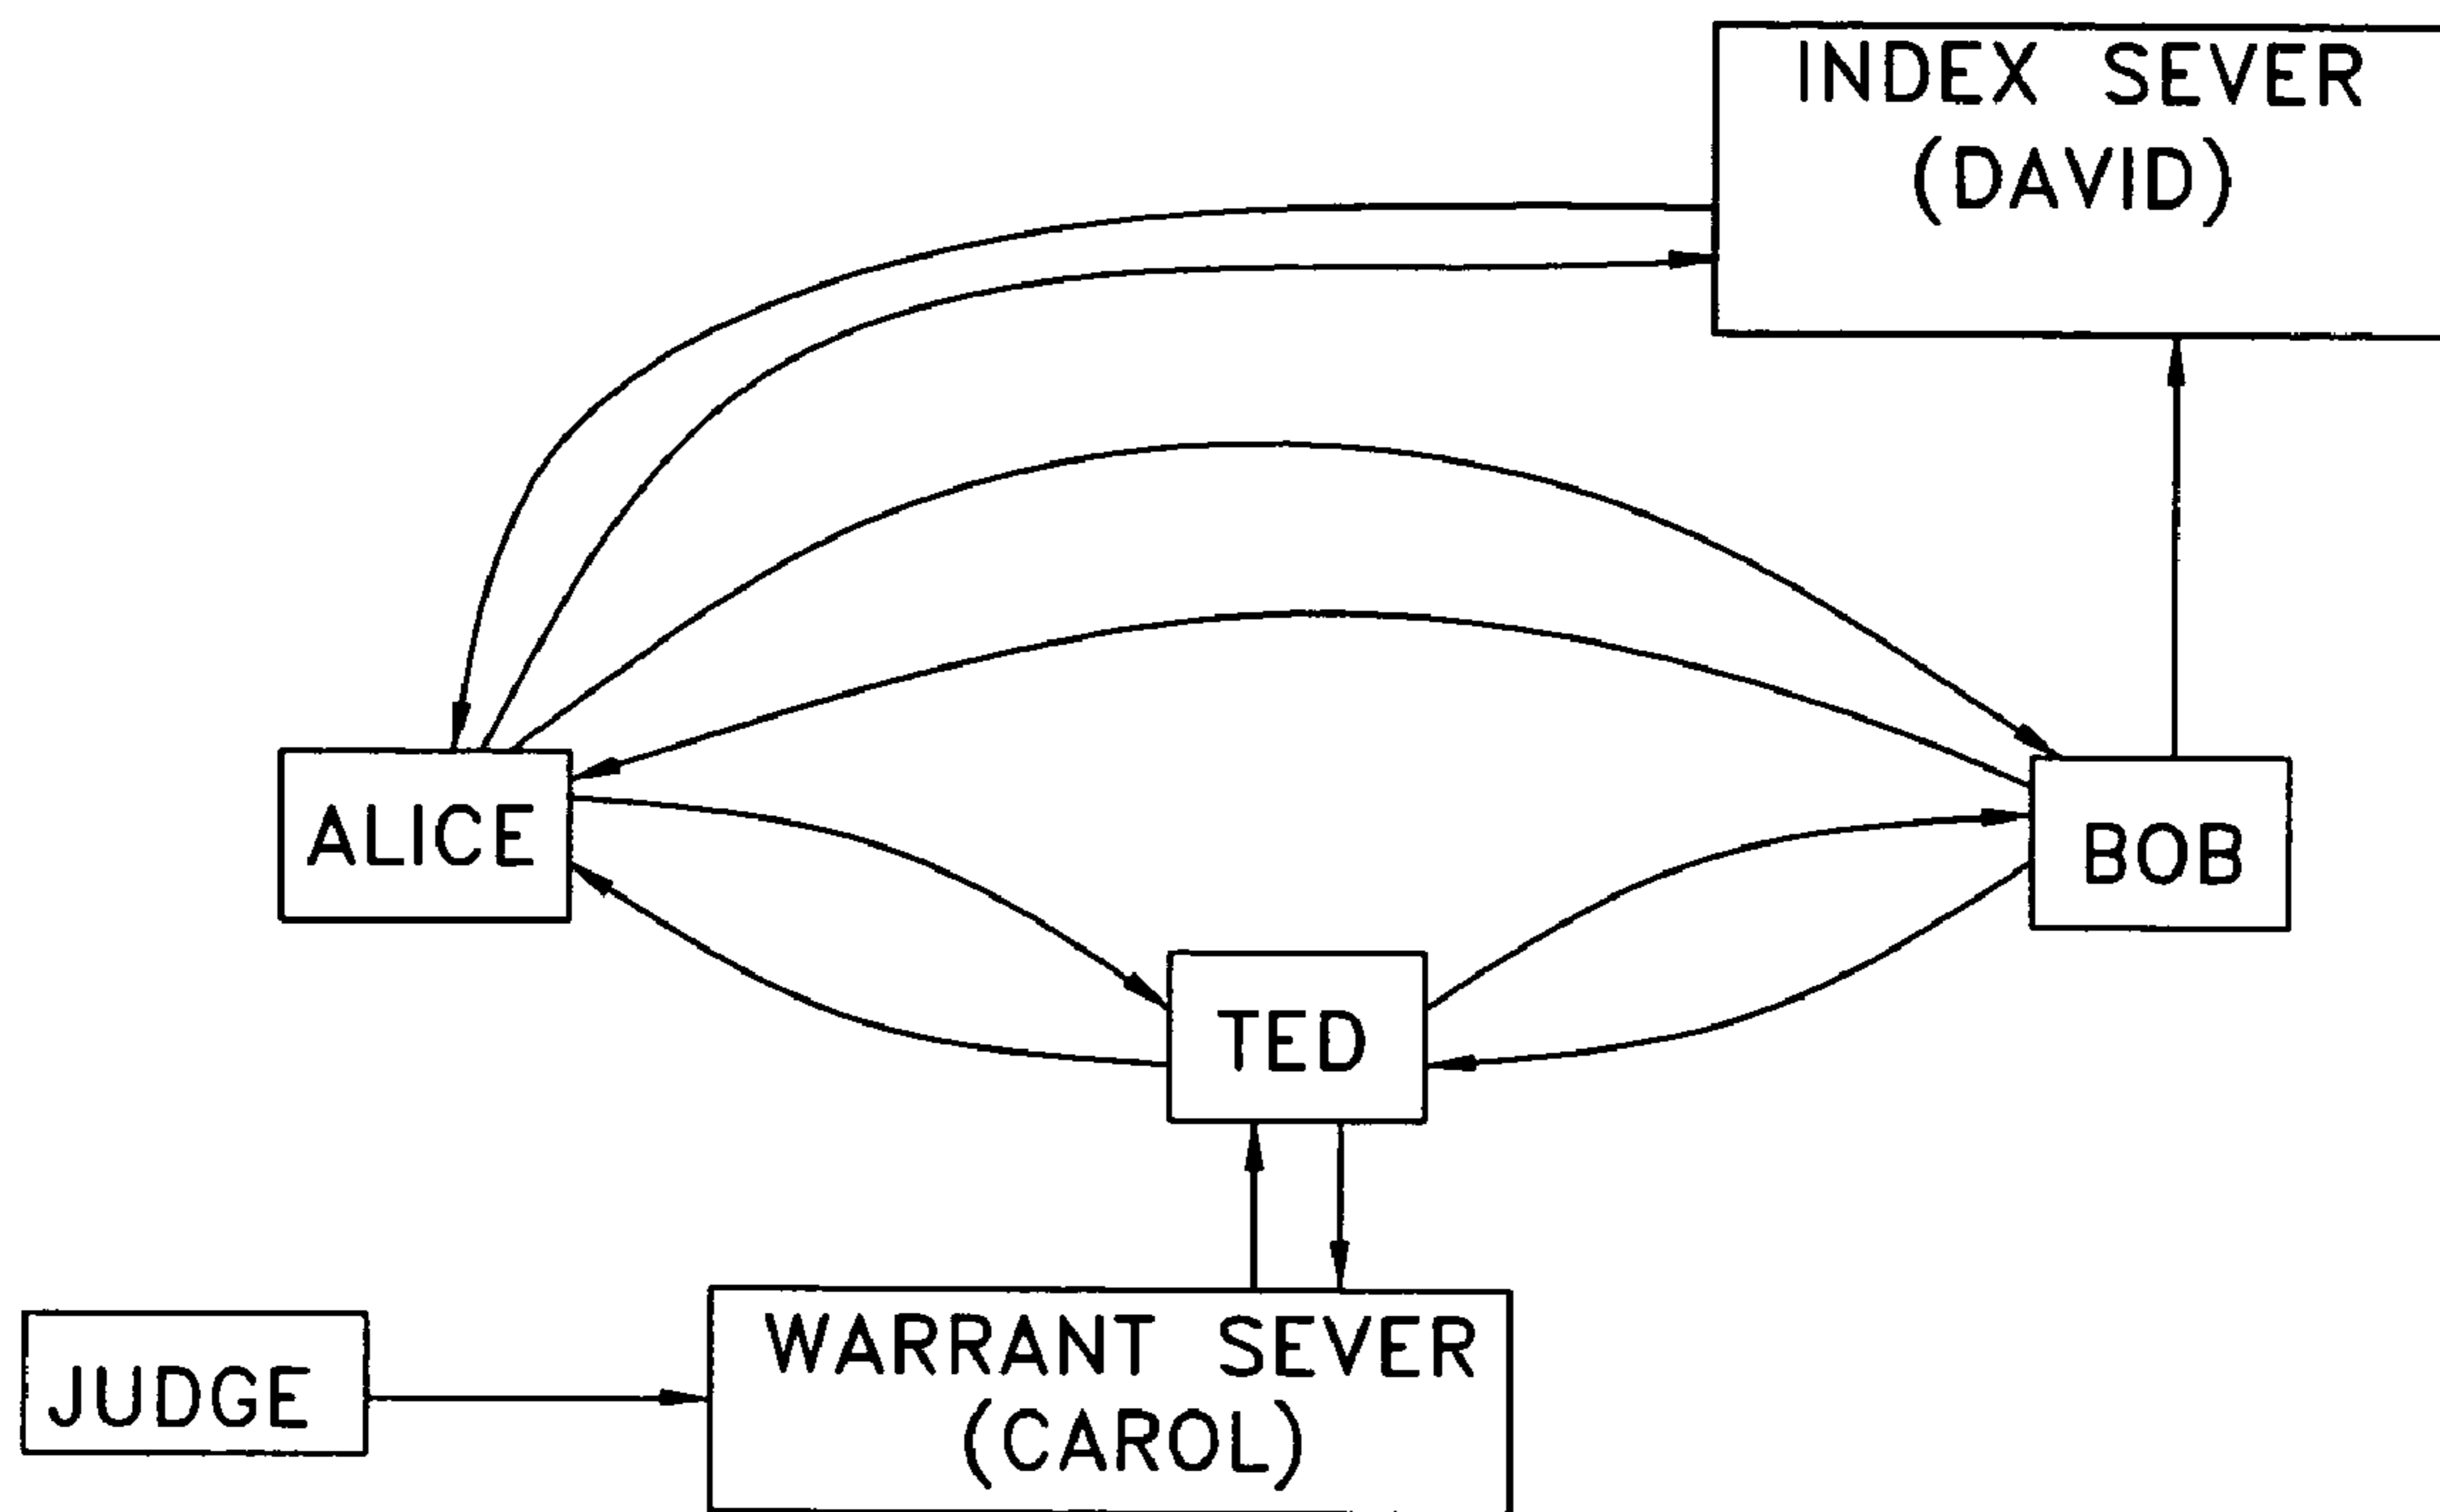 INDEX SEVER
(DAVID)
ALICE
BOB
TED
WARRANT SEVER
(CAROL)
JUDGE